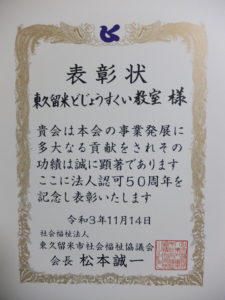 表彰状
東久留米どじょうすくい教室 様
貴会は本会の事業発展に
多大なる貢献をされその
功績は誠に顕著であります
ここに法人認可50周年を
記念し表彰いたします
令和3年11月14日
社会福祉法人
東久留米市社会福祉協議会
会長 松本誠一